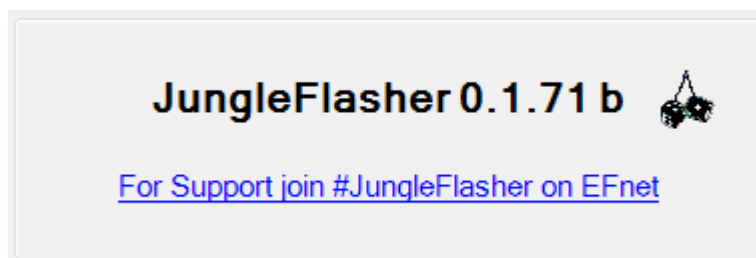 JungleFlasher 0.1.71 b
For Support join #JungleFlasher on EFnet